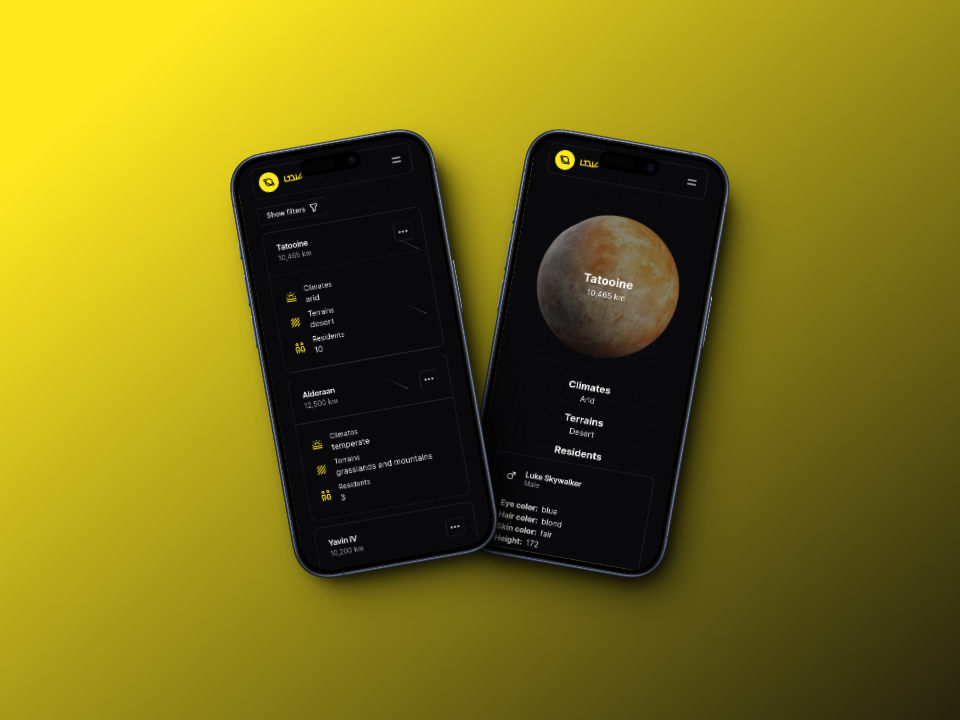 Show filters
Tatooine
10,465 km
Climates
arid
Terrains
desert
Residents
10
Alderaan
12,500 km
Climates
temperate
Terrains
grasslands and mountains
Residents
3
Yavin IV
10,200 km
Tatooine
10,465 km
Climates
Arid
Terrains
Desert
Residents
Luke Skywalker
Male
Eye color: blue
Hair color: blond
Skin color: fair
Height: 172